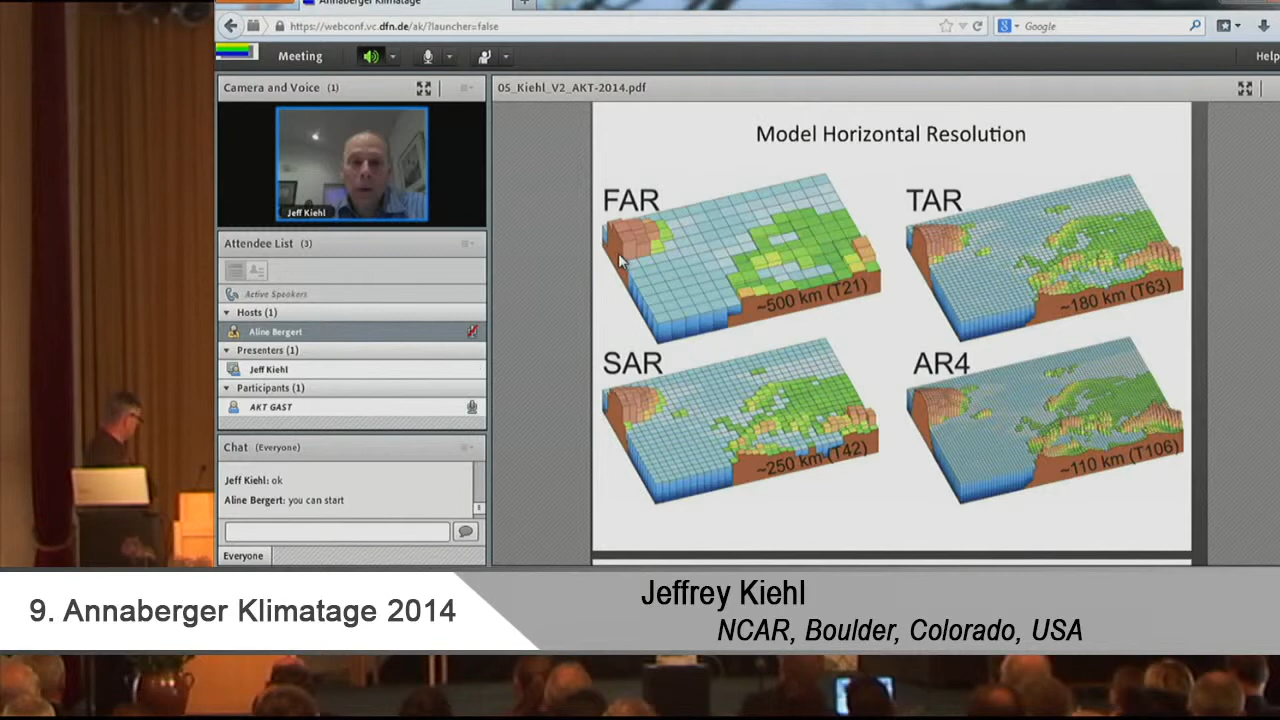 Annaberger Klimatage
https://webconf.vc.dfn.de/ak/?launcher=false
Google
Meeting
Help
Camera and Voice (1)
05_Kiehl_V2_AKT-2014.pdf
Jeff Kiehl
Attendee List (3)
Active Speakers
Hosts (1)
Aline Bergert
Presenters (1)
Jeff Kiehl
Participants (1)
AKT GAST
Chat (Everyone)
Jeff Kiehl: ok
Aline Bergert: you can start
Everyone
Model Horizontal Resolution
FAR
~500 km (T21)
TAR
~180 km (T63)
SAR
~250 km (T42)
AR4
~110 km (T106)
9. Annaberger Klimatage 2014
Jeffrey Kiehl
NCAR, Boulder, Colorado, USA